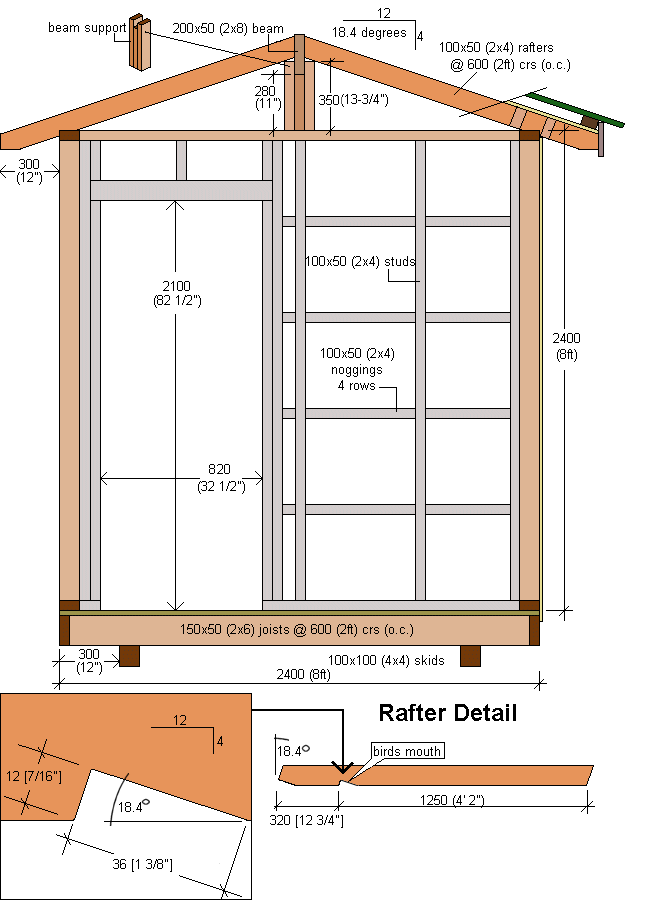 beam support
200x50 (2x8) beam
12
18.4 degrees
4
100x50 (2x4) rafters
@ 600 (2ft) crs (o.c.)
280
(11")
350(13-3/4")
300
(12")
100x50 (2x4) studs
2100
(82 1/2")
2400
(8ft)
100x50 (2x4)
noggings
4 rows
820
(32 1/2")
150x50 (2x6) joists @ 600 (2ft) crs (o.c.)
300
(12")
100x100 (4x4) skids
2400 (8ft)
Rafter Detail
12
4
12 [7/16"]
18.4°
36 [1 3/8"]
18.4°
birds mouth
1250 (4' 2")
320 [12 3/4"]